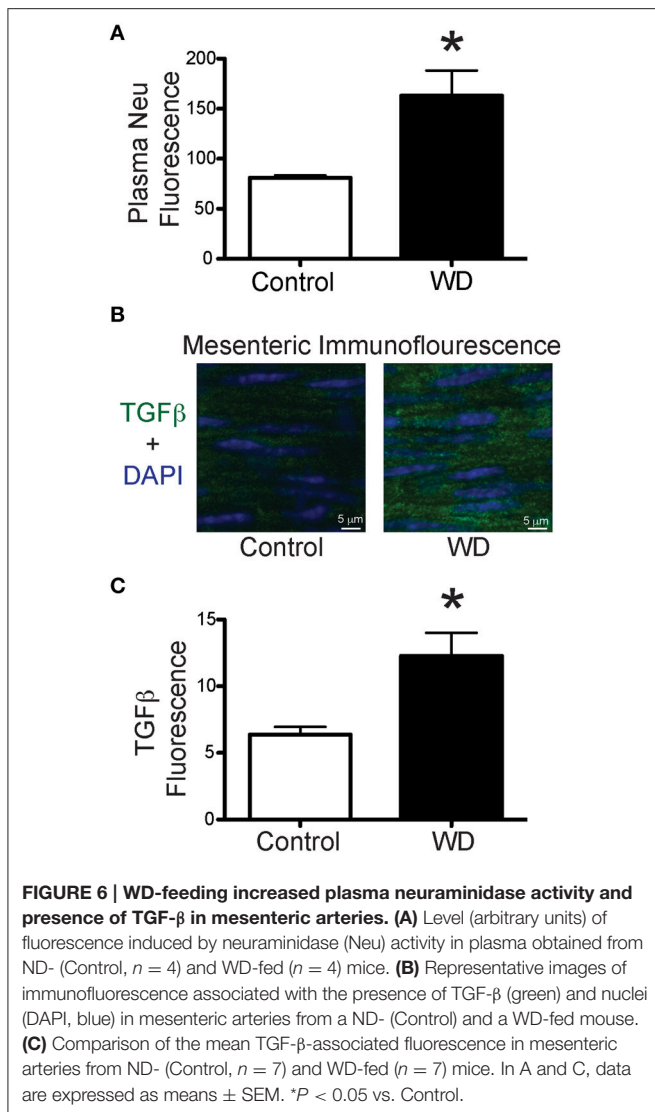 A
Plasma Neu
Fluorescence
200
150
100
50
0
*
Control
WD
B
Mesenteric Immunoflourescence
TGFβ
+
DAPI
5 μm
5 μm
Control
WD
C
TGFβ
Fluorescence
15
10
5
0
*
Control
WD
FIGURE 6 | WD-feeding increased plasma neuraminidase activity and
presence of TGF-β in mesenteric arteries. (A) Level (arbitrary units) of
fluorescence induced by neuraminidase (Neu) activity in plasma obtained from
ND- (Control, n = 4) and WD-fed (n = 4) mice. (B) Representative images of
immunofluorescence associated with the presence of TGF-β (green) and nuclei
(DAPI, blue) in mesenteric arteries from a ND- (Control) and a WD-fed mouse.
(C) Comparison of the mean TGF-β-associated fluorescence in mesenteric
arteries from ND- (Control, n = 7) and WD-fed (n = 7) mice. In A and C, data
are expressed as means ± SEM. *P < 0.05 vs. Control.